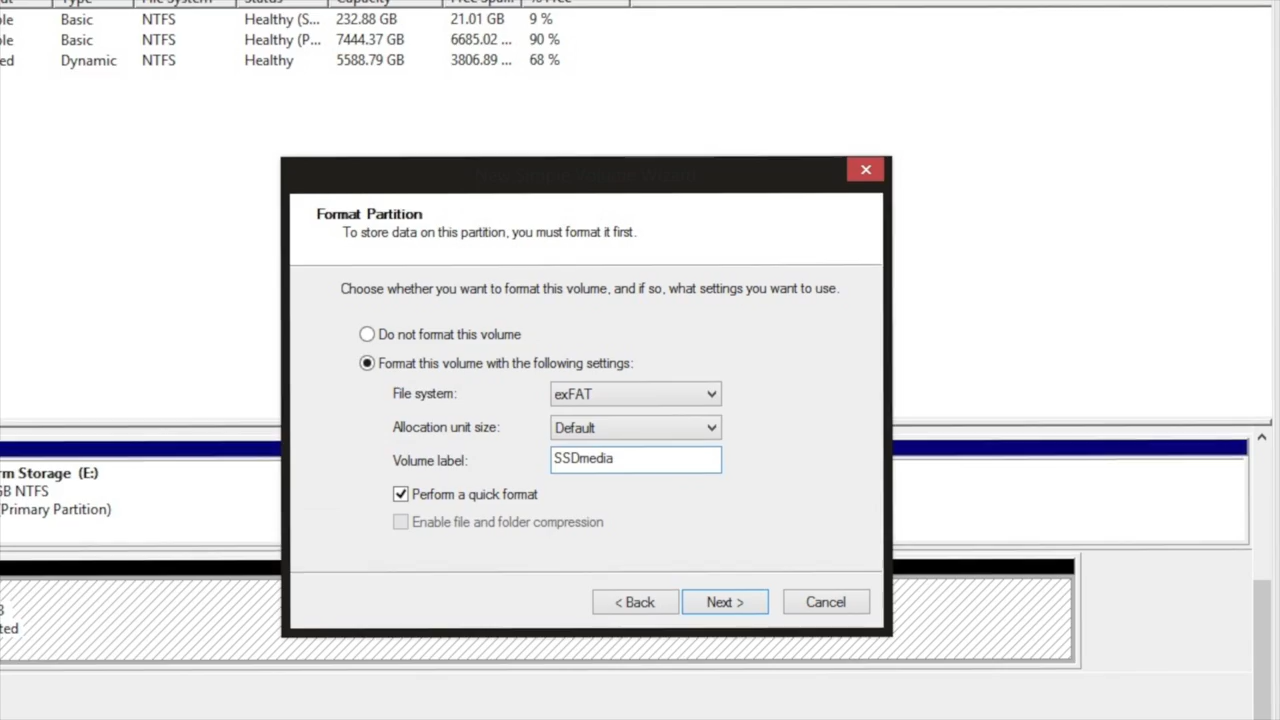 Basic NTFS Healthy (S... 232.88 GB 21.01 GB 9 %
Basic NTFS Healthy (P... 7444.37 GB 6685.02 ... 90 %
Dynamic NTFS Healthy 5588.79 GB 3806.89 ... 68 %
Format Partition
To store data on this partition, you must format it first.
Choose whether you want to format this volume, and if so, what settings you want to use.
Do not format this volume
Format this volume with the following settings:
File system: exFAT
Allocation unit size: Default
Volume label: SSDmedia
Perform a quick format
Enable file and folder compression
< Back Next > Cancel
rm Storage (E:)
GB NTFS
(Primary Partition)